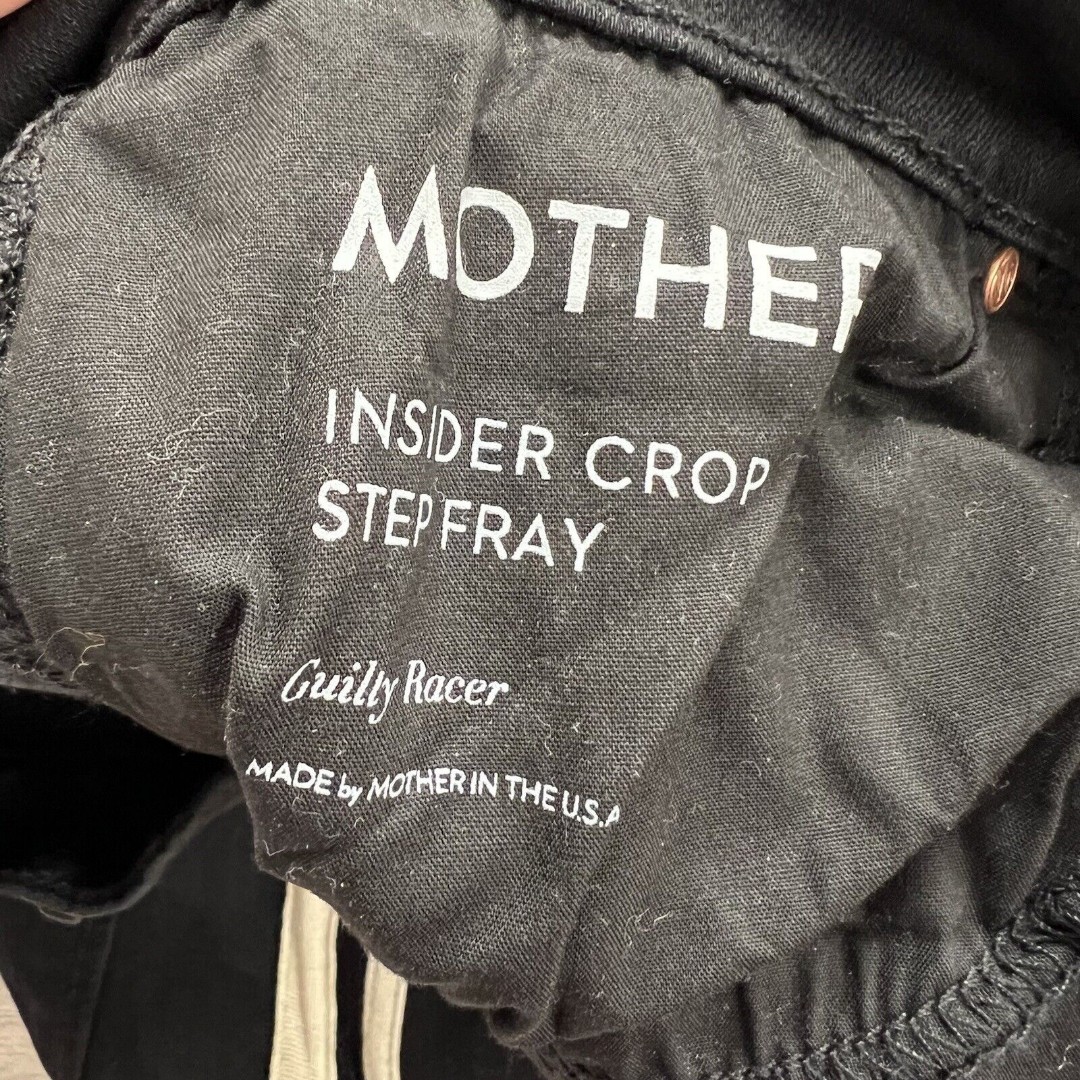 MOTHER
INSIDER CROP
STEP FRAY
Guilty Racer
MADE by MOTHER IN THE U.S.A